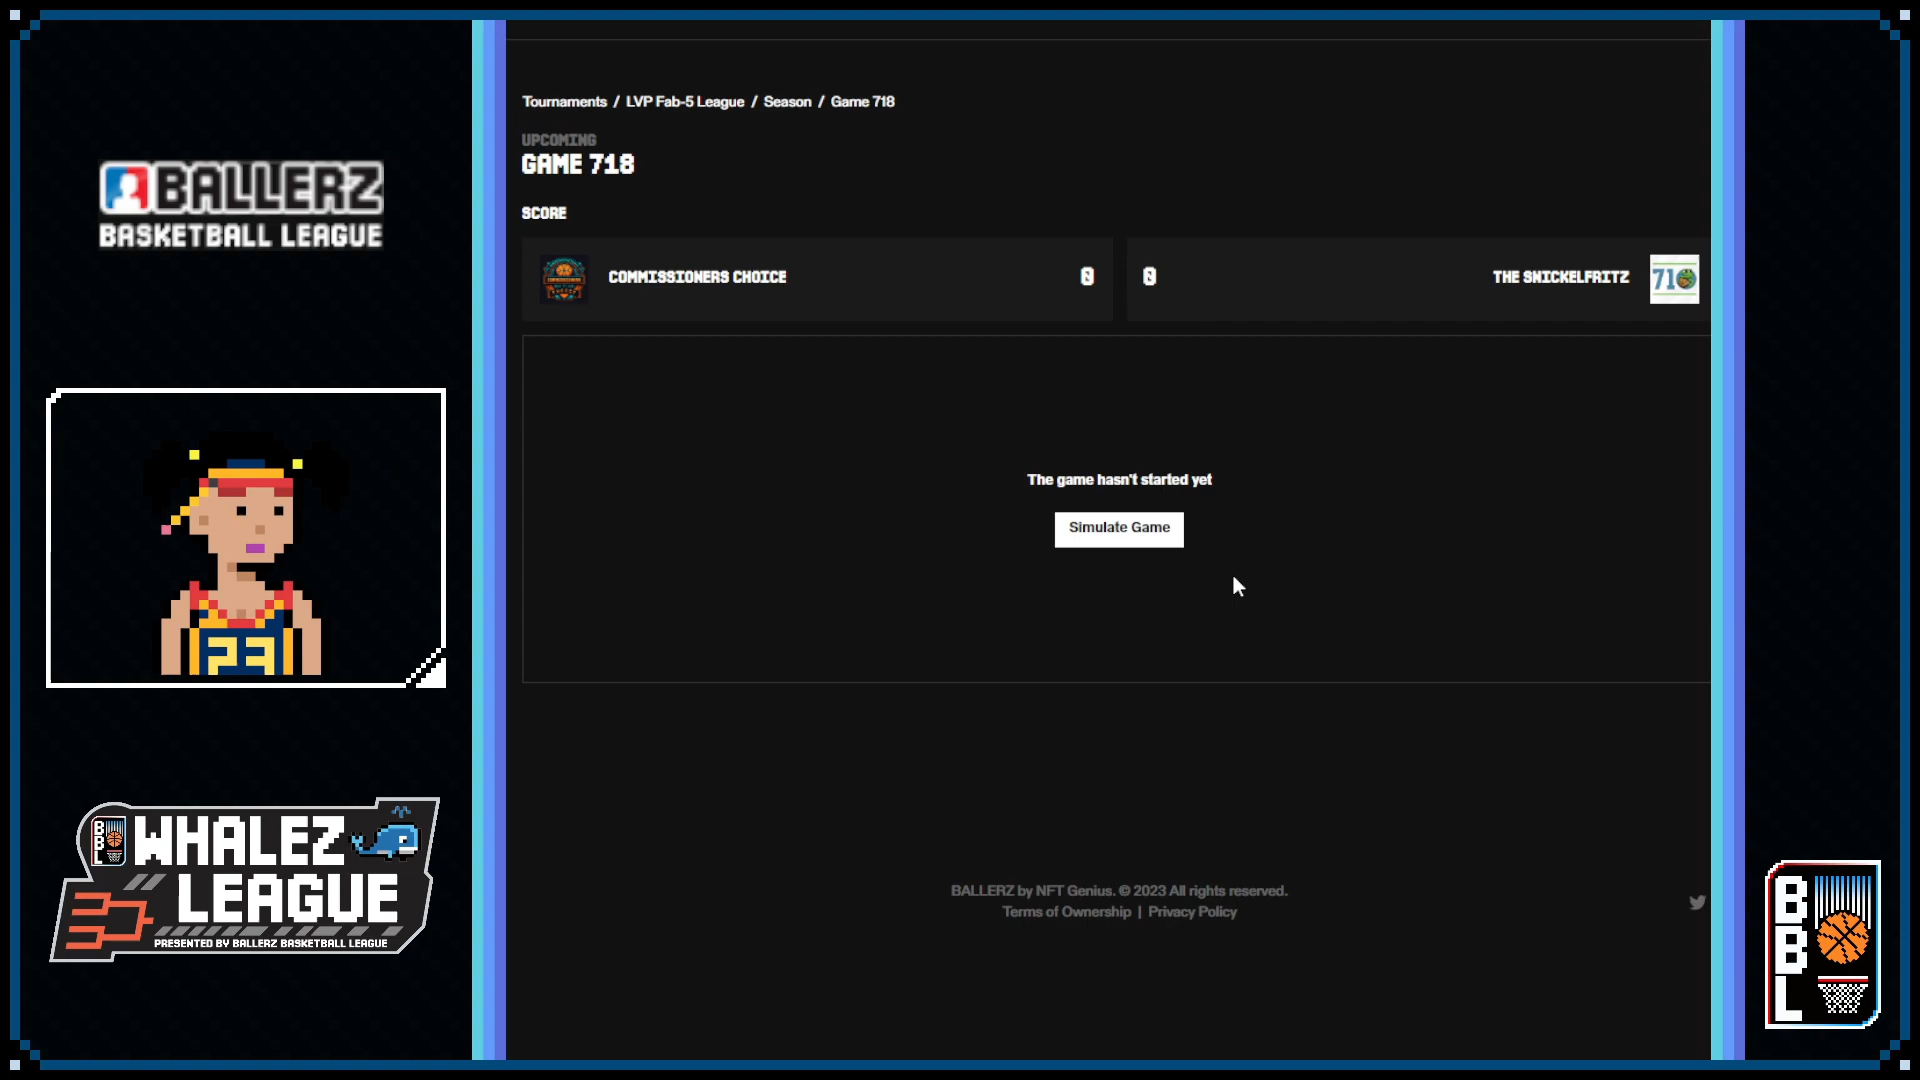 BALLERZ
BASKETBALL LEAGUE
23
BBL WHALEZ
LEAGUE
PRESENTED BY BALLERZ BASKETBALL LEAGUE
Tournaments / LVP Fab-5 League / Season / Game 718
UPCOMING
GAME 718
SCORE
COMMISSIONERS CHOICE 0
0 THE SNICKELFRITZ 710
The game hasn't started yet
Simulate Game
BALLERZ by NFT Genius. © 2023 All rights reserved.
Terms of Ownership | Privacy Policy
BBL